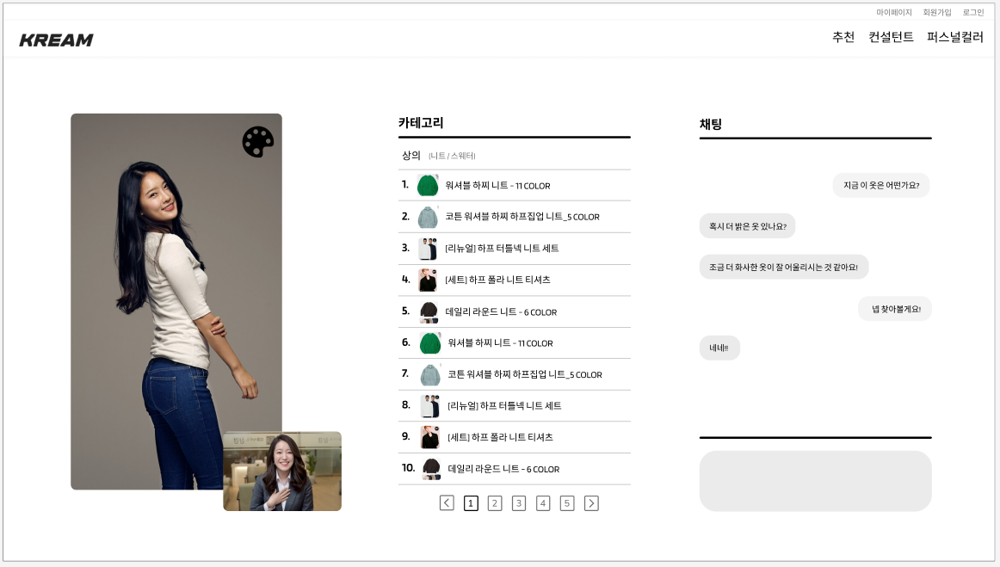 마이페이지 회원가입 로그인
KREAM
추천 컨설턴트 퍼스널컬러
카테고리
상의 (니트 / 스웨터)
1. 워셔블 하찌 니트 - 11 COLOR
2. 코튼 워셔블 하찌 하프집업 니트_5 COLOR
3. [리뉴얼] 하프 터틀넥 니트 세트
4. [세트] 하프 폴라 니트 티셔츠
5. 데일리 라운드 니트 - 6 COLOR
6. 워셔블 하찌 니트 - 11 COLOR
7. 코튼 워셔블 하찌 하프집업 니트_5 COLOR
8. [리뉴얼] 하프 터틀넥 니트 세트
9. [세트] 하프 폴라 니트 티셔츠
10. 데일리 라운드 니트 - 6 COLOR
< 1 2 3 4 5 >
채팅
지금 이 옷은 어떤가요?
혹시 더 밝은 옷 있나요?
조금 더 화사한 옷이 잘 어울리시는 것 같아요!
넵 찾아볼게요!
네네!!